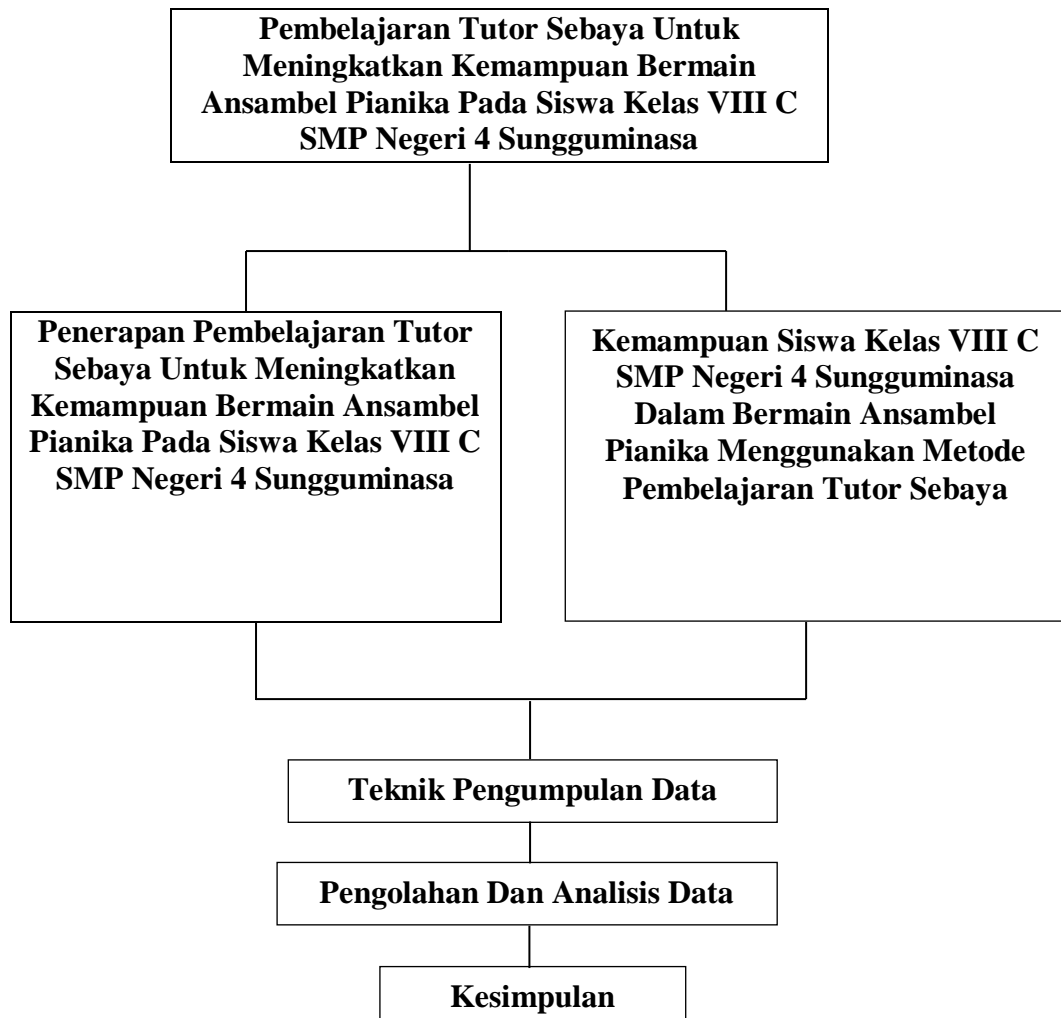 Pembelajaran Tutor Sebaya Untuk
Meningkatkan Kemampuan Bermain
Ansambel Pianika Pada Siswa Kelas VIII C
SMP Negeri 4 Sungguminasa
Penerapan Pembelajaran Tutor
Sebaya Untuk Meningkatkan
Kemampuan Bermain Ansambel
Pianika Pada Siswa Kelas VIII C
SMP Negeri 4 Sungguminasa
Kemampuan Siswa Kelas VIII C
SMP Negeri 4 Sungguminasa
Dalam Bermain Ansambel
Pianika Menggunakan Metode
Pembelajaran Tutor Sebaya
Teknik Pengumpulan Data
Pengolahan Dan Analisis Data
Kesimpulan